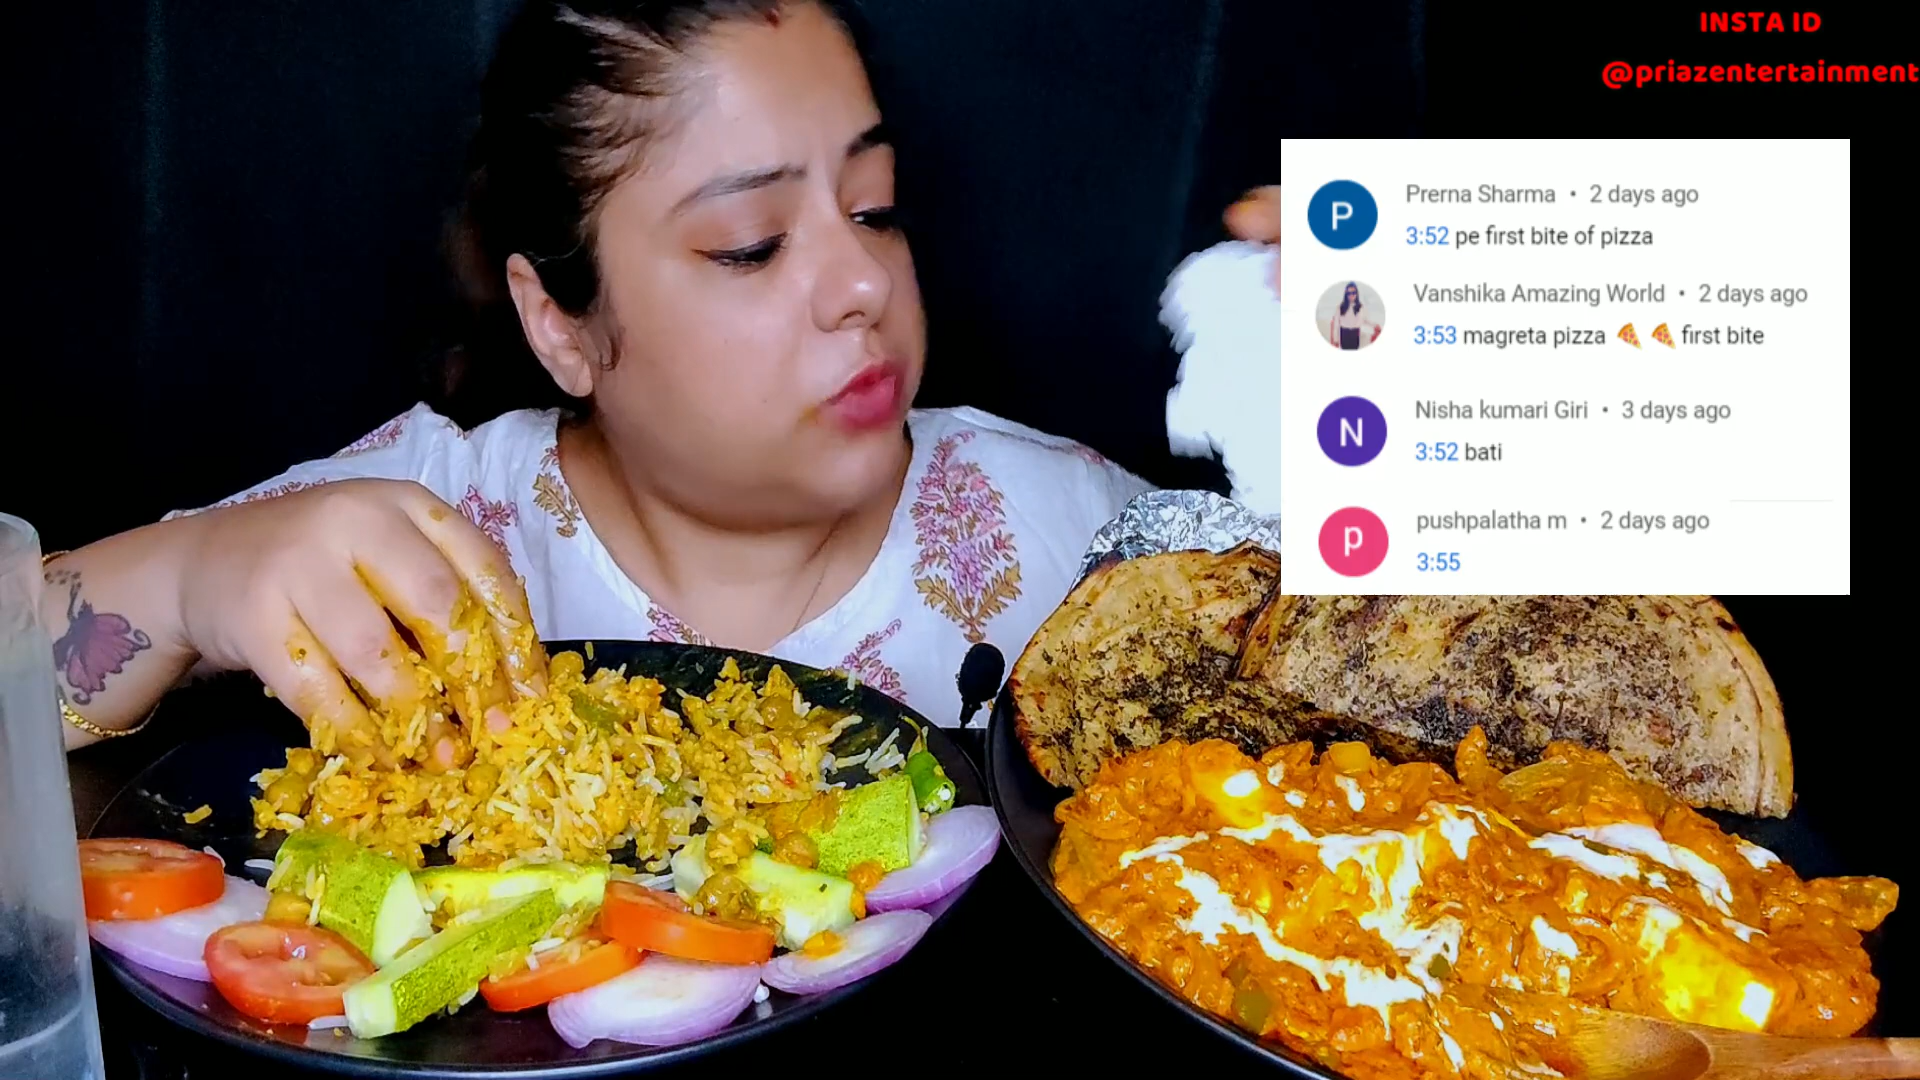 INSTA ID
@priazentertainment
P Prerna Sharma • 2 days ago
3:52 pe first bite of pizza
Vanshika Amazing World • 2 days ago
3:53 magreta pizza 🍕 🍕 first bite
N Nisha kumari Giri • 3 days ago
3:52 bati
p pushpalatha m • 2 days ago
3:55